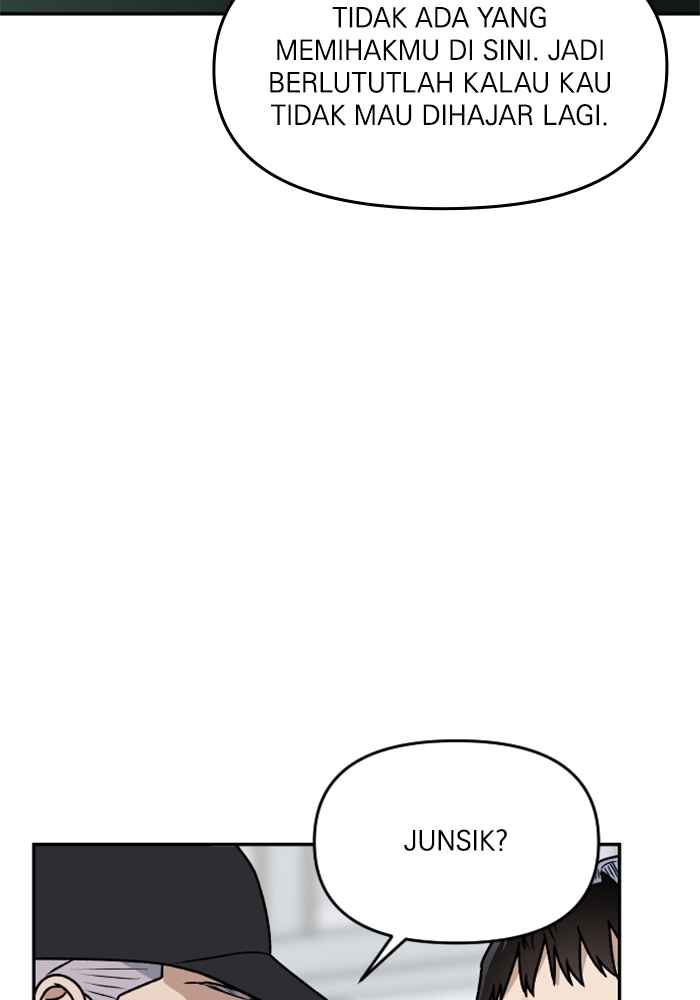 TIDAK ADA YANG
MEMIHAKMU DI SINI. JADI
BERLUTUTLAH KALAU KAU
TIDAK MAU DIHAJAR LAGI.
JUNSIK?